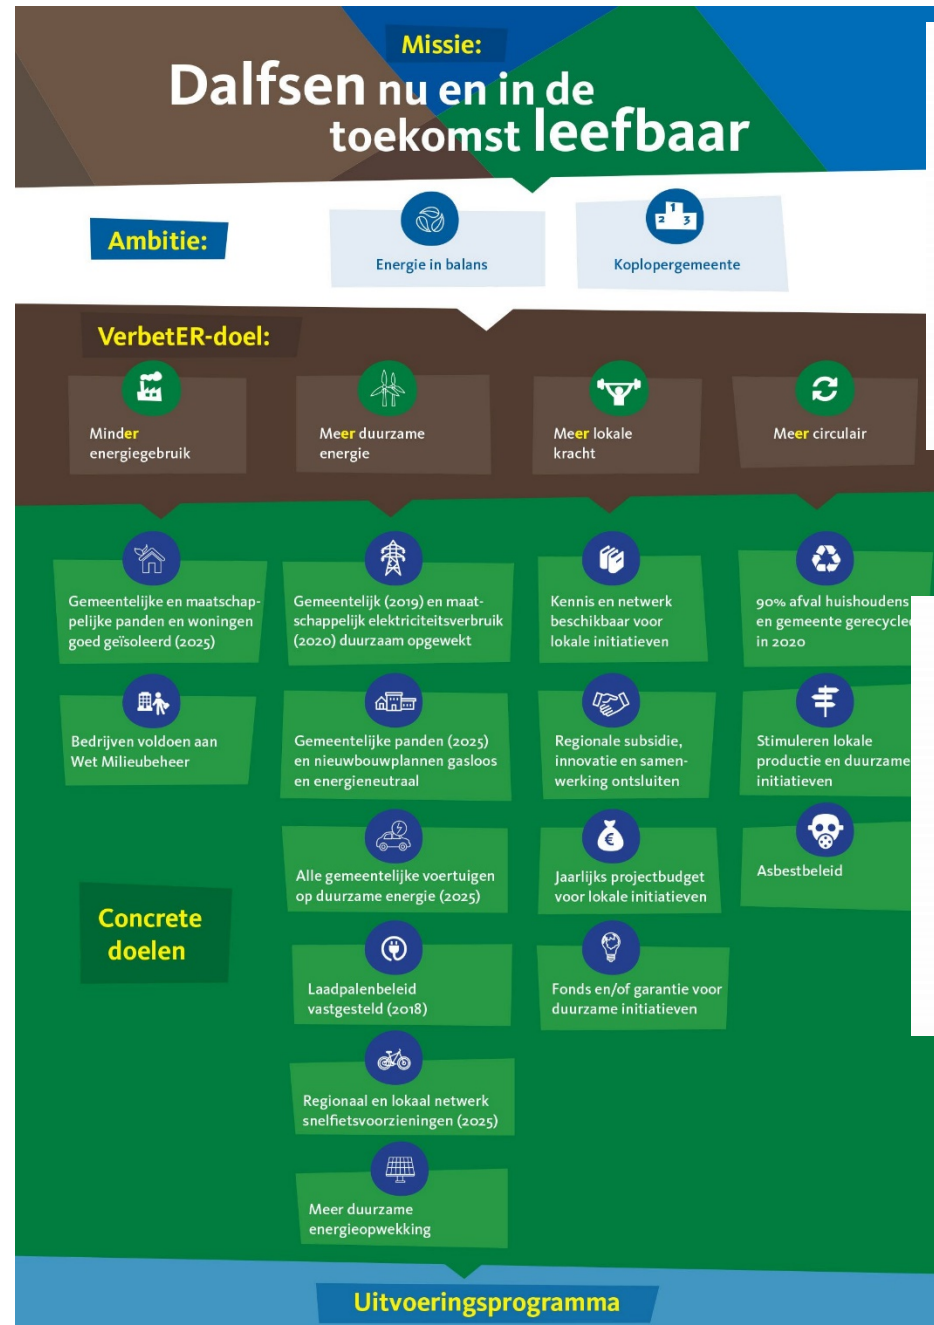 Missie:
Dalfsen nu en in de
toekomst leefbaar
Ambitie:
1
2 3
Energie in balans
Koplopergemeente
VerbetER-doel:
Minder
energiegebruik
Meer duurzame
energie
Meer lokale
kracht
Meer circulair
Gemeentelijke en maatschap-
pelijke panden en woningen
goed geïsoleerd (2025)
Bedrijven voldoen aan
Wet Milieubeheer
Gemeentelijk (2019) en maat-
schappelijk elektriciteitsverbruik
(2020) duurzaam opgewekt
Gemeentelijke panden (2025)
en nieuwbouwplannen gasloos
en energieneutraal
Alle gemeentelijke voertuigen
op duurzame energie (2025)
Laadpalenbeleid
vastgesteld (2018)
Regionaal en lokaal netwerk
snelfietsvoorzieningen (2025)
Meer duurzame
energieopwekking
Kennis en netwerk
beschikbaar voor
lokale initiatieven
Regionale subsidie,
innovatie en samen-
werking ontsluiten
€
Jaarlijks projectbudget
voor lokale initiatieven
Fonds en/of garantie voor
duurzame initiatieven
90% afval huishoudens
en gemeente
in 2020
Stimuleren lokale
productie en duurzame
initiatieven
Asbestbeleid
Concrete
doelen
Uitvoeringsprogramma